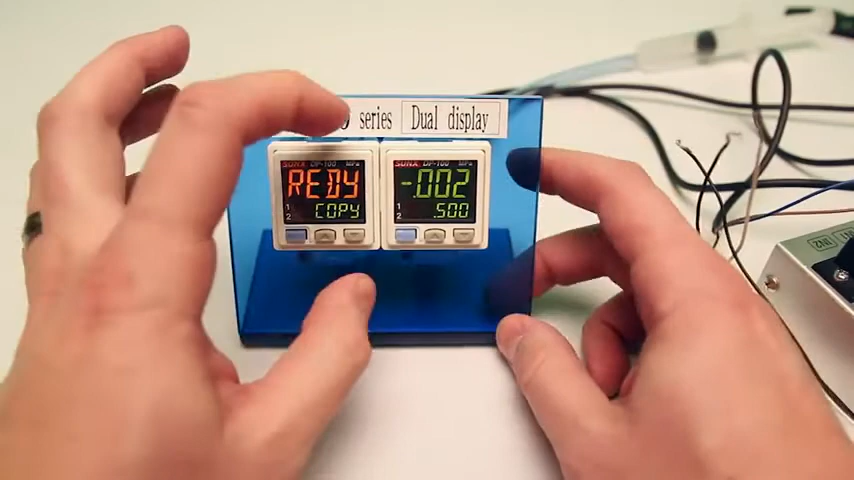 series Dual display
SUNX DP-100 MPa
REDY
1
2 COPY
SUNX DP-100 MPa
-.002
1
2 .500
IN2